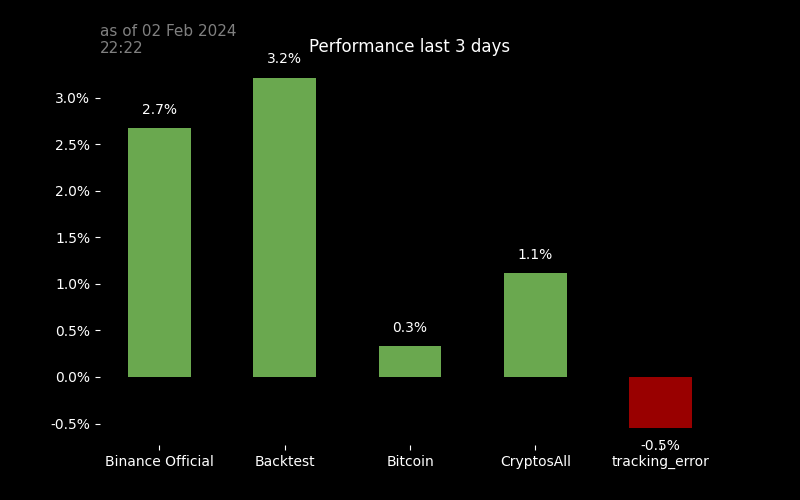 as of 02 Feb 2024
22:22
Performance last 3 days
3.2%
3.0%
2.7%
2.5%
2.0%
1.5%
1.1%
1.0%
0.5%
0.3%
0.0%
-0.5%
-0.5%
Binance Official
Backtest
Bitcoin
CryptosAll
tracking_error